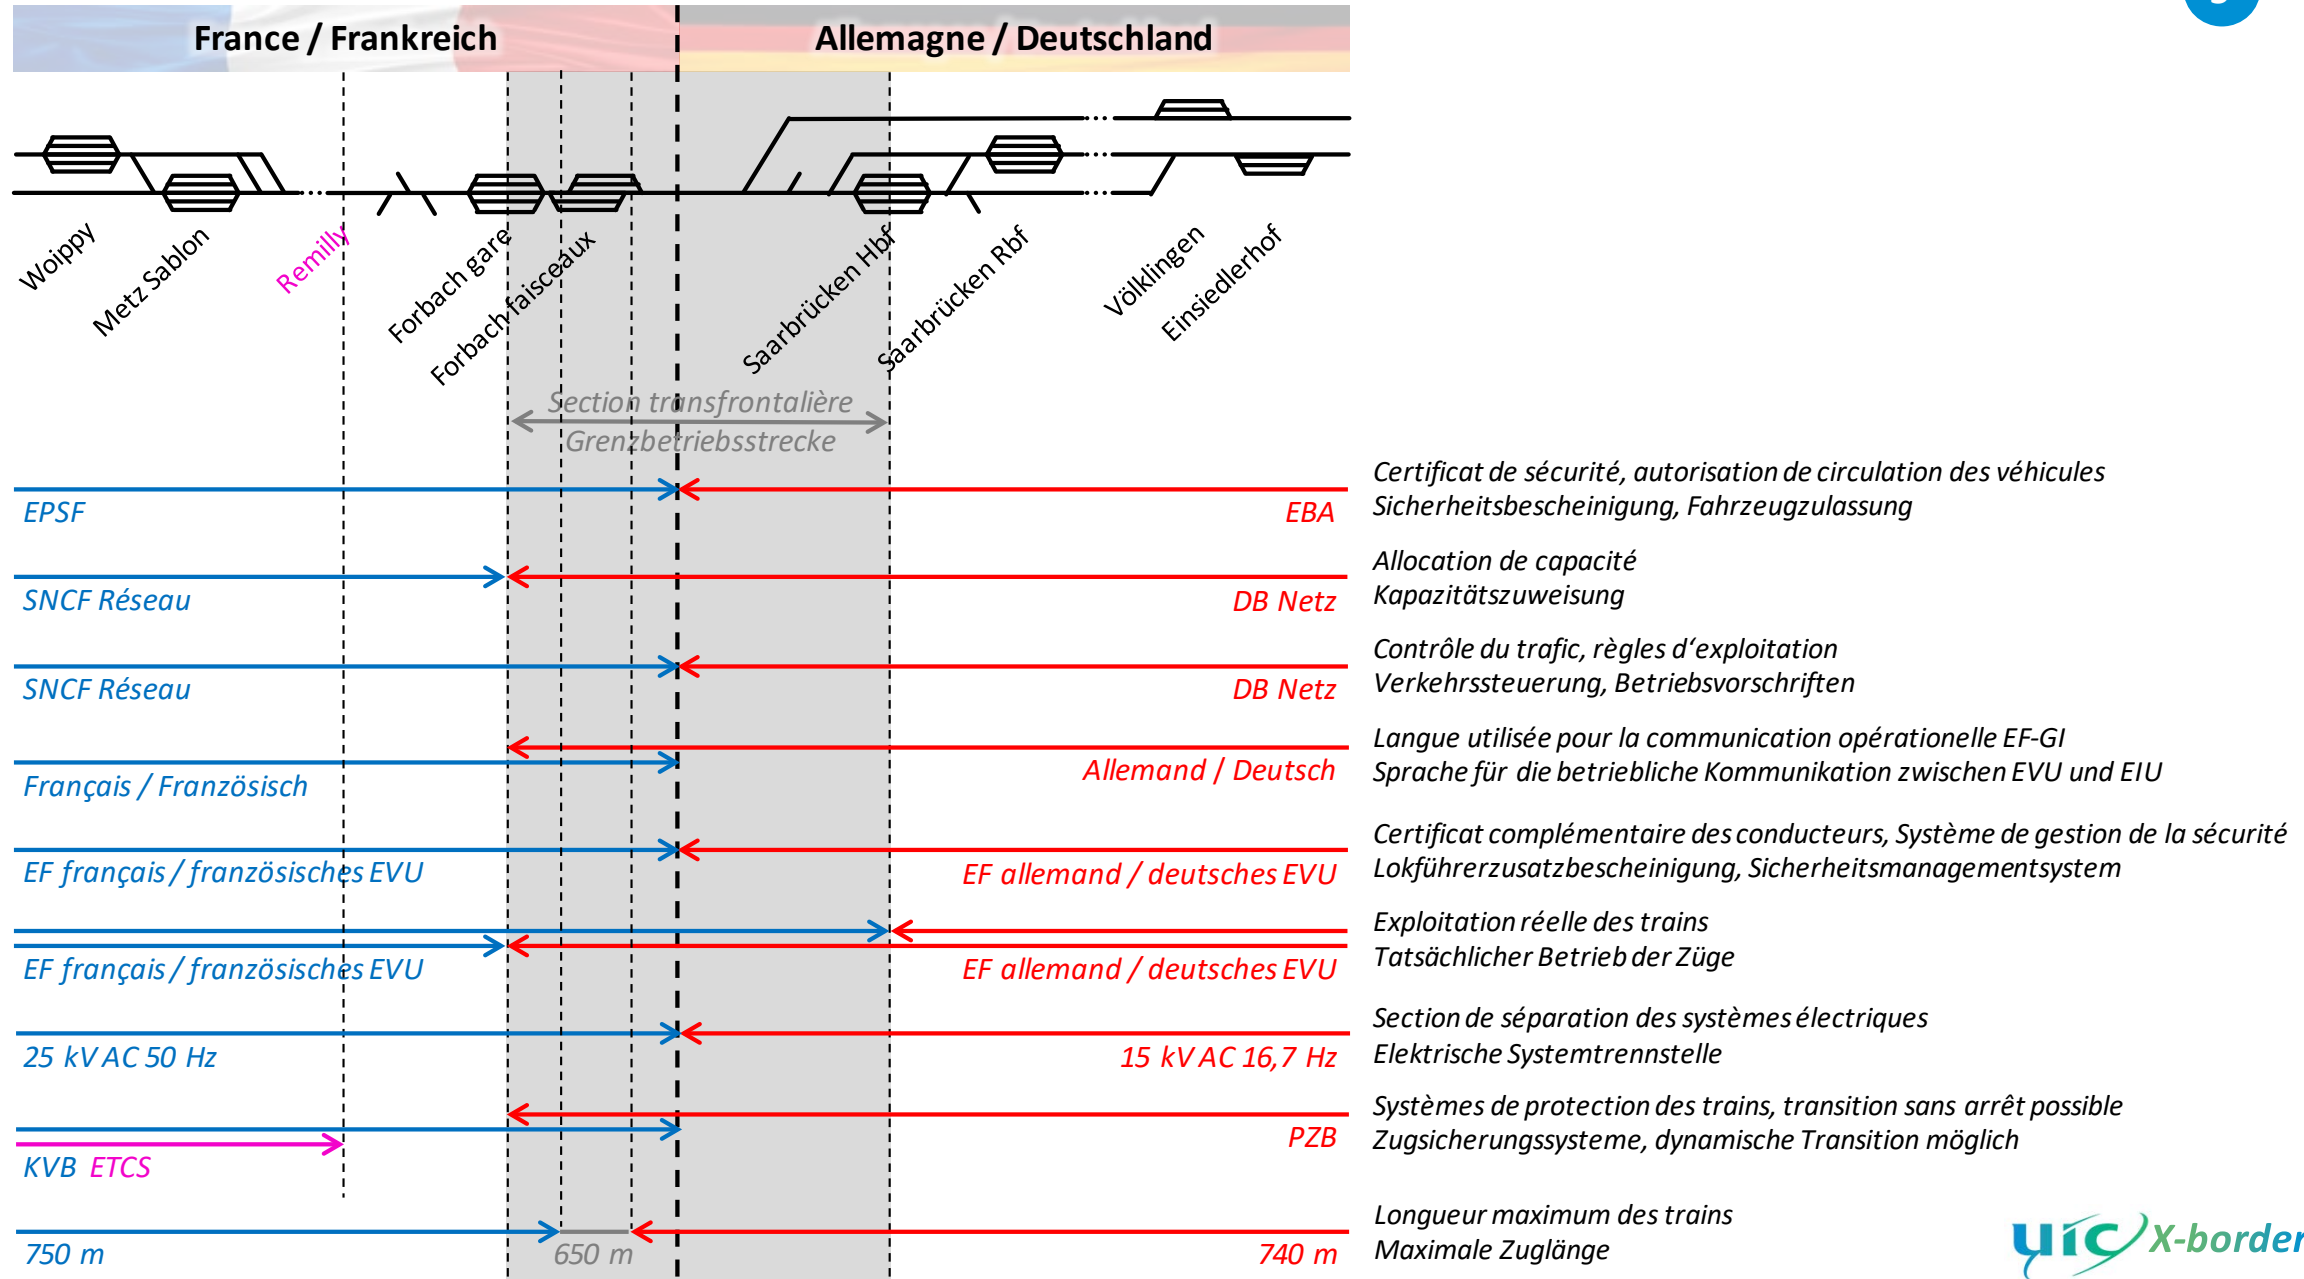 France / Frankreich
Allemagne / Deutschland
Woippy
Metz Sablon
Remilly
Forbach gare
Forbach faisceaux
Saarbrücken Hbf
Saarbrücken Rbf
Völklingen
Einsiedlerhof
Section transfrontalière
Grenzbetriebsstrecke
EPSF
EBA
Certificat de sécurité, autorisation de circulation des véhicules
Sicherheitsbescheinigung, Fahrzeugzulassung
SNCF Réseau
DB Netz
Allocation de capacité
Kapazitätszuweisung
SNCF Réseau
DB Netz
Contrôle du trafic, règles d‘exploitation
Verkehrssteuerung, Betriebsvorschriften
Français / Französisch
Allemand / Deutsch
Langue utilisée pour la communication opérationelle EF-GI
Sprache für die betriebliche Kommunikation zwischen EVU und EIU
EF français / französisches EVU
EF allemand / deutsches EVU
Certificat complémentaire des conducteurs, Système de gestion de la sécurité
Lokführerzusatzbescheinigung, Sicherheitsmanagementsystem
EF français / französisches EVU
EF allemand / deutsches EVU
Exploitation réelle des trains
Tatsächlicher Betrieb der Züge
25 kV AC 50 Hz
15 kV AC 16,7 Hz
Section de séparation des systèmes électriques
Elektrische Systemtrennstelle
KVB ETCS
PZB
Systèmes de protection des trains, transition sans arrêt possible
Zugsicherungssysteme, dynamische Transition möglich
750 m
650 m
740 m
Longueur maximum des trains
Maximale Zuglänge
uic X-border